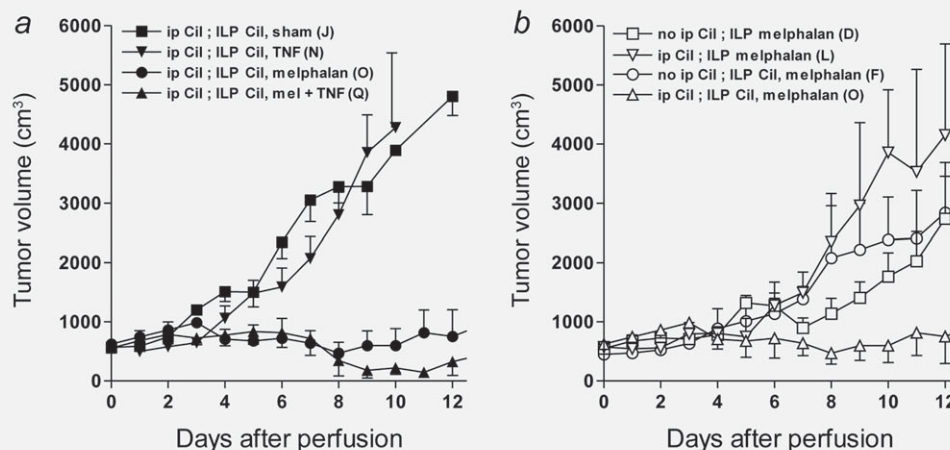 a
6000
5000
4000
3000
2000
1000
0
Tumor volume (cm³)
ip Cil ; ILP Cil, sham (J)
ip Cil ; ILP Cil, TNF (N)
ip Cil ; ILP Cil, melphalan (O)
ip Cil ; ILP Cil, mel + TNF (Q)
0 2 4 6 8 10 12
Days after perfusion
b
6000
5000
4000
3000
2000
1000
0
Tumor volume (cm³)
no ip Cil ; ILP melphalan (D)
ip Cil ; ILP melphalan (L)
no ip Cil ; ILP Cil, melphalan (F)
ip Cil ; ILP Cil, melphalan (O)
0 2 4 6 8 10 12
Days after perfusion